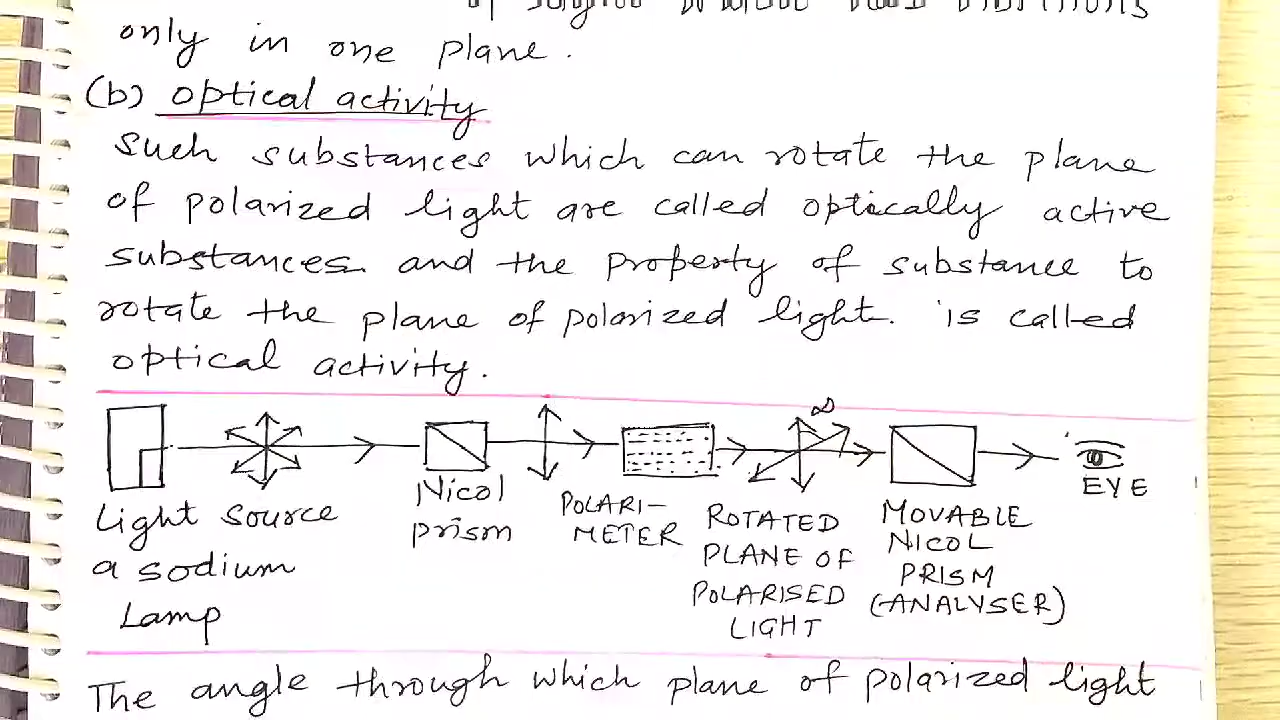 only in one plane.
(b) optical activity
Such substances which can rotate the plane
of polarized light are called optically active
substances. and the property of substance to
rotate the plane of polarized light. is called
optical activity.
∝
Light source
a sodium
Lamp
Nicol
prism
POLARI-
METER
ROTATED
PLANE OF
POLARISED
LIGHT
MOVABLE
NICOL
PRISM
(ANALYSER)
EYE
The angle through which plane of polarized light